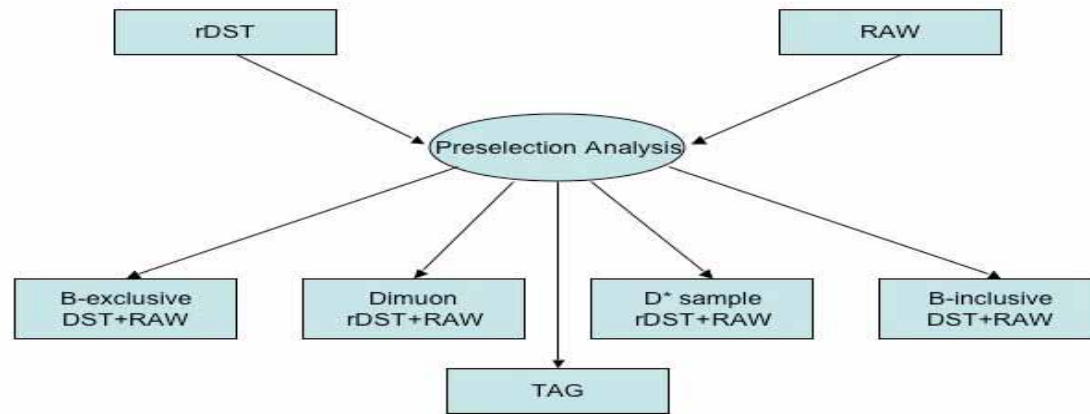 rDST
RAW
Preselection Analysis
B-exclusive
DST+RAW
Dimuon
rDST+RAW
D* sample
rDST+RAW
B-inclusive
DST+RAW
TAG